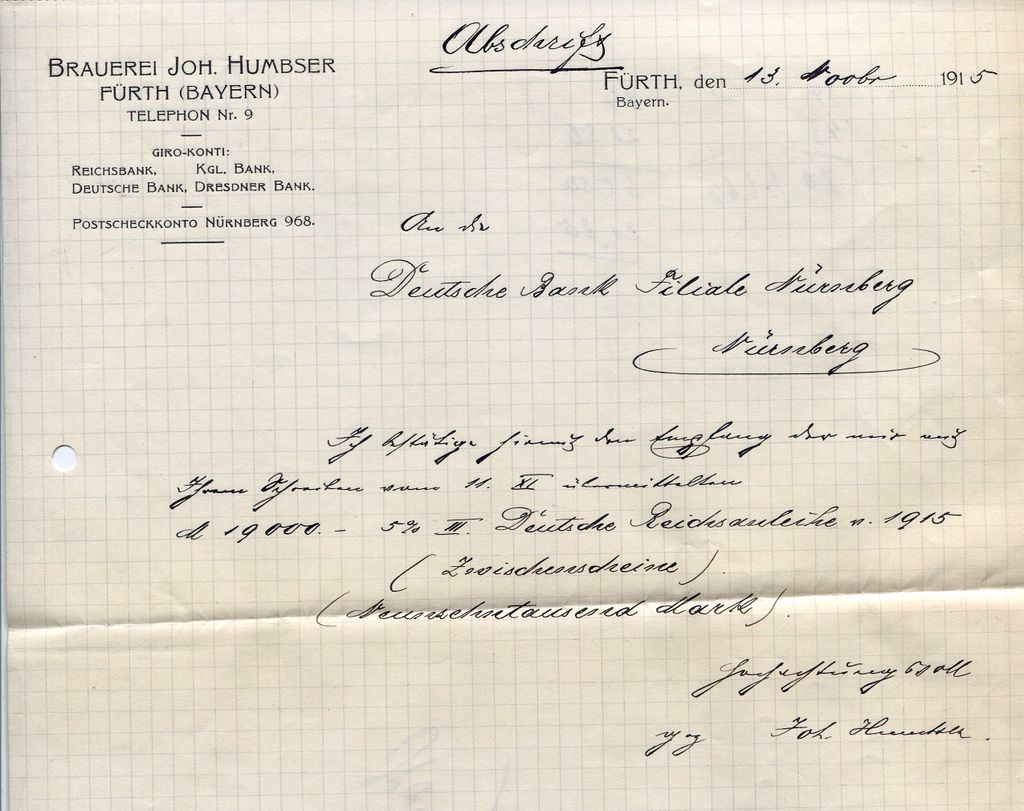 Abschrift
BRAUEREI JOH. HUMBSER
FÜRTH (BAYERN)
TELEPHON Nr. 9
GIRO-KONTI:
REICHSBANK, KGL. BANK,
DEUTSCHE BANK, DRESDNER BANK.
POSTSCHECKKONTO NÜRNBERG 968.
FÜRTH, den 13. Novbr 1915
Bayern.
An die
Deutsche Bank Filiale Nürnberg
Nürnberg
Ich bestätige hiermit den Empfang der mir mit
Ihrem Schreiben vom 11. XI übermittelten
M 19000.- 5% III. Deutsche Reichsanleihe v. 1915
(Zwischenscheine).
(Neunzehntausend Mark).
Hochachtungsvoll
gez Joh. Humbser.